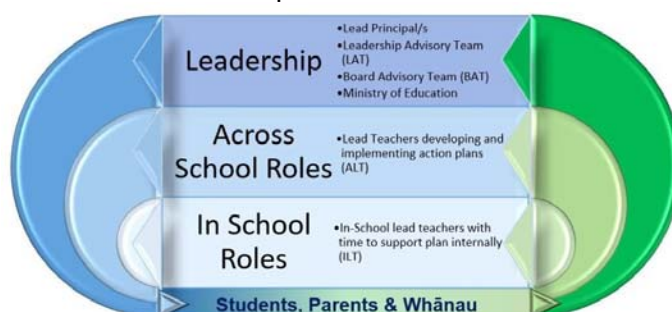 Leadership
•Lead Principal/s
•Leadership Advisory Team
(LAT)
•Board Advisory Team (BAT)
•Ministry of Education
Across
School Roles
•Lead Teachers developing and
implementing action plans
(ALT)
In School
Roles
•In-School lead teachers with
time to support plan internally
(ILT)
Students, Parents & Whānau